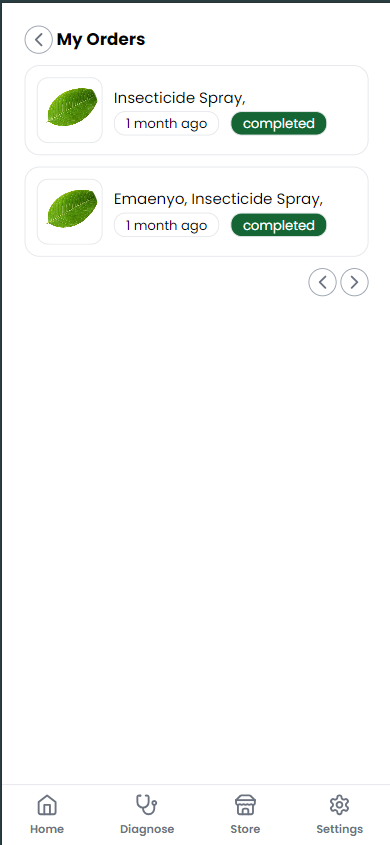 My Orders
Insecticide Spray,
1 month ago completed
Emaenyo, Insecticide Spray,
1 month ago completed
Home Diagnose Store Settings